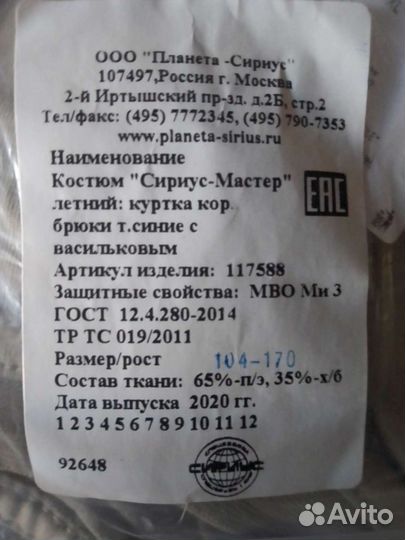 ООО "Планета -Сириус"
107497,Россия г. Москва
2-й Иртышский пр-зд. д.2Б, стр.2
Тел/факс: (495) 7772345, (495) 790-7353
www.planeta-sirius.ru
Наименование
Костюм "Сириус-Мастер"
летний: куртка кор.
брюки т.синие с
васильковым
EAC
Артикул изделия: 117588
Защитные свойства: МВО Ми 3
ГОСТ 12.4.280-2014
ТР ТС 019/2011
Размер/рост 104-170
Состав ткани: 65%-п/э, 35%-х/б
Дата выпуска 2020 гг.
1 2 3 4 5 6 7 8 9 10 11 12
92648
СИРИУС
Avito